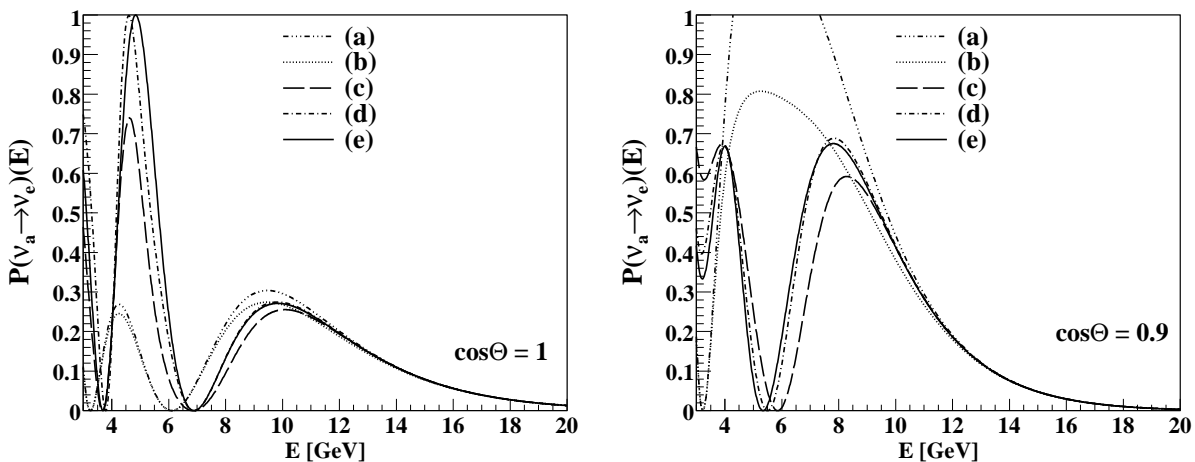 P(νa→νe)(E)
1
0.9
0.8
0.7
0.6
0.5
0.4
0.3
0.2
0.1
0
(a)
(b)
(c)
(d)
(e)
cosΘ = 1
4 6 8 10 12 14 16 18 20
E [GeV]
P(νa→νe)(E)
1
0.9
0.8
0.7
0.6
0.5
0.4
0.3
0.2
0.1
0
(a)
(b)
(c)
(d)
(e)
cosΘ = 0.9
4 6 8 10 12 14 16 18 20
E [GeV]